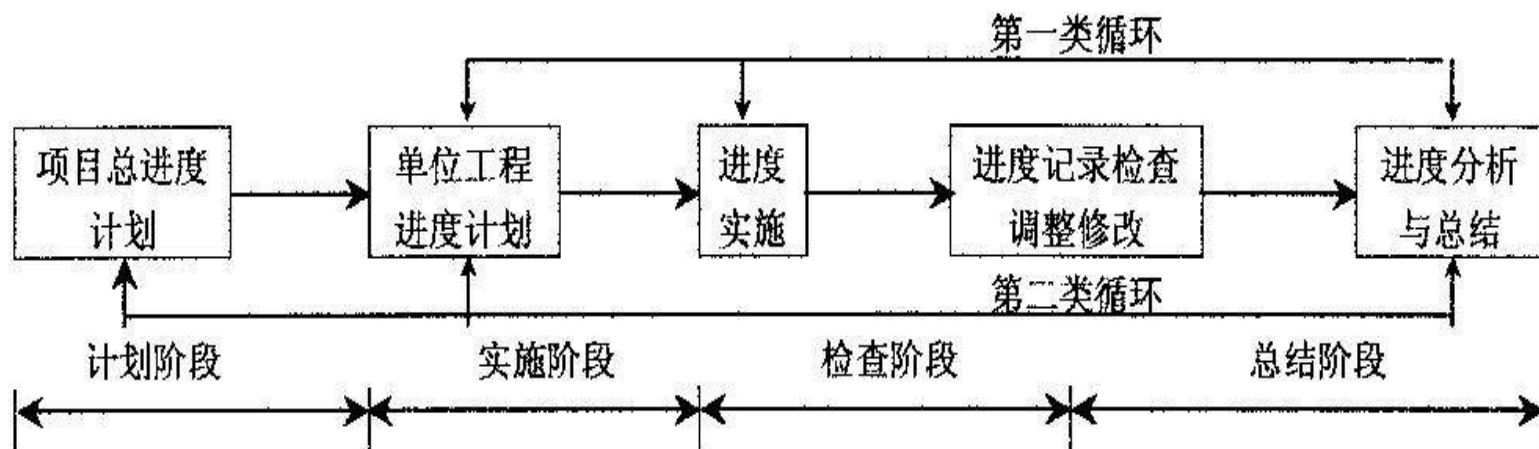 第一类循环
项目总进度
计划
单位工程
进度计划
进度
实施
进度记录检查
调整修改
进度分析
与总结
第二类循环
计划阶段
实施阶段
检查阶段
总结阶段